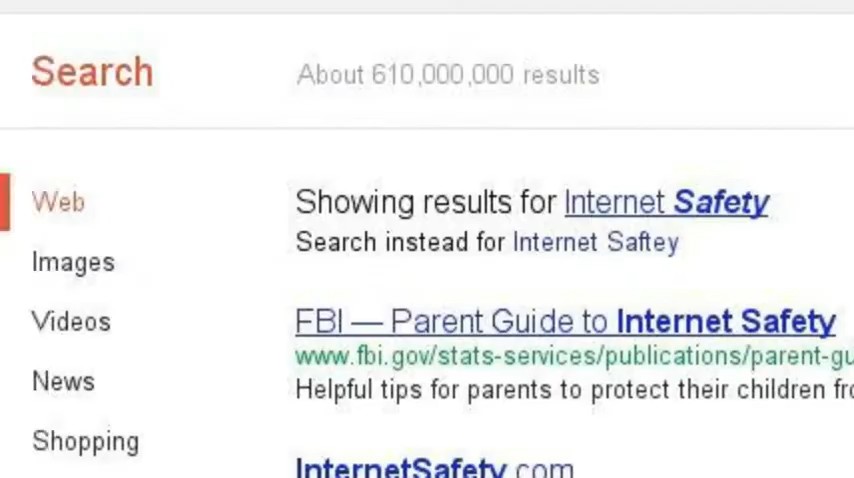 Search
About 610,000,000 results
Web
Images
Videos
News
Shopping
Showing results for Internet Safety
Search instead for Internet Saftey
FBI — Parent Guide to Internet Safety
www.fbi.gov/stats-services/publications/parent-gu
Helpful tips for parents to protect their children fro
InternetSafety.com